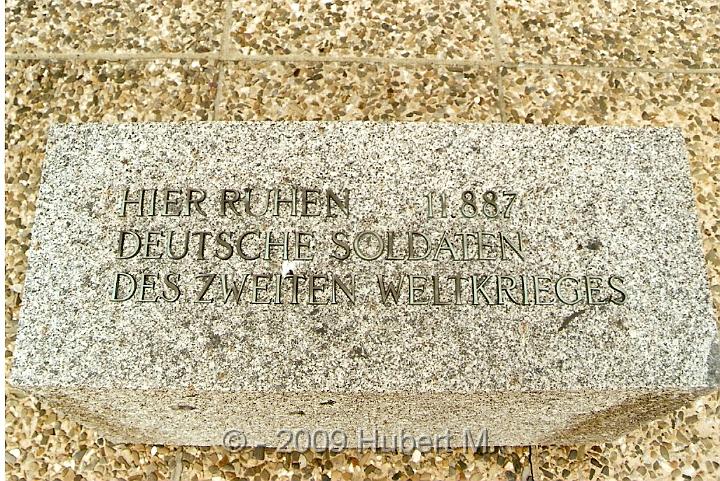 HIER RUHEN 11.887
DEUTSCHE SOLDATEN
DES ZWEITEN WELTKRIEGES
© - 2009 Hubert M.